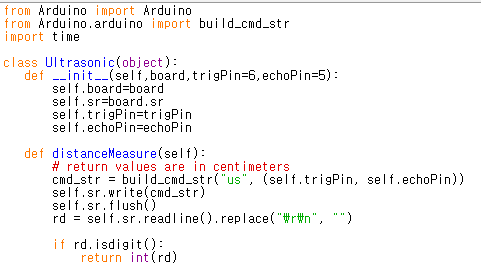 from Arduino import Arduino
from Arduino.arduino import build_cmd_str
import time

class Ultrasonic(object):
    def __init__(self,board,trigPin=6,echoPin=5):
        self.board=board
        self.sr=board.sr
        self.trigPin=trigPin
        self.echoPin=echoPin

    def distanceMeasure(self):
        # return values are in centimeters
        cmd_str = build_cmd_str("us", (self.trigPin, self.echoPin))
        self.sr.write(cmd_str)
        self.sr.flush()
        rd = self.sr.readline().replace("₩r₩n", "")

        if rd.isdigit():
            return int(rd)